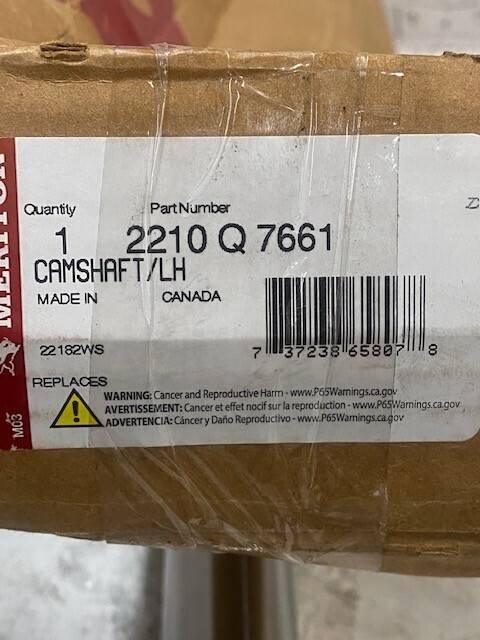 MERITOR
M03
Quantity Part Number
1 2210 Q 7661
CAMSHAFT/LH
MADE IN CANADA
22182WS
7 37238 65807 8
REPLACES
WARNING: Cancer and Reproductive Harm - www.P65Warnings.ca.gov
AVERTISSEMENT: Cancer et effet nocif sur la reproduction - www.P65Warnings.ca.gov
ADVERTENCIA: Cáncer y Daño Reproductivo - www.P65Warnings.ca.gov